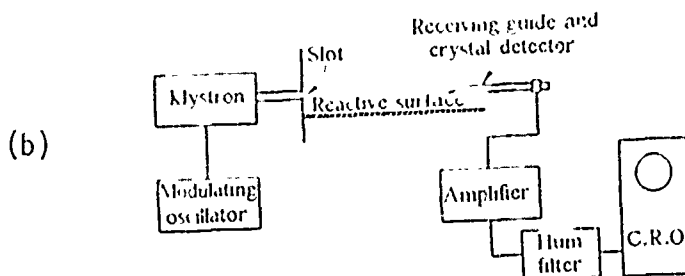 Receiving guide and
crystal detector
Slot
Klystron
Reactive surface
(b)
Modulating
oscillator
Amplifier
Hum
filter
C.R.O